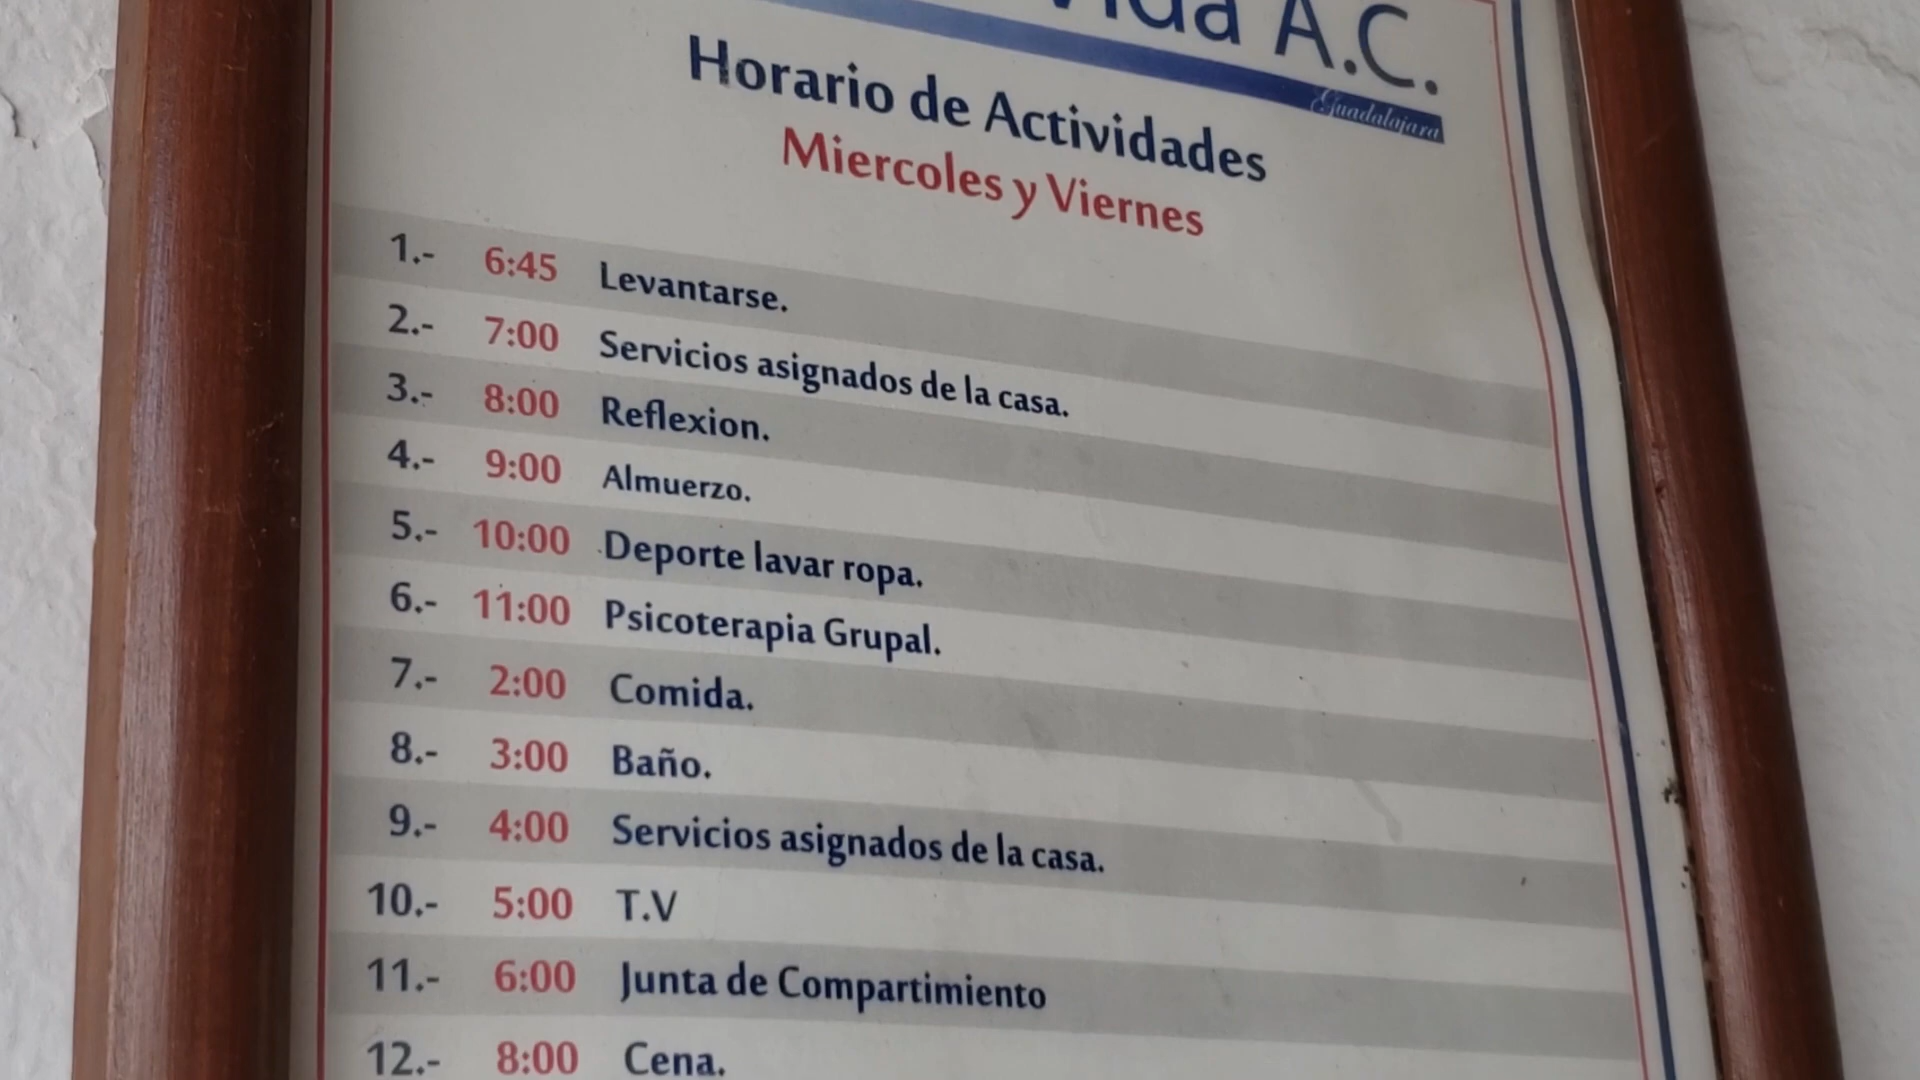 Vida A.C.
Guadalajara
Horario de Actividades
Miercoles y Viernes
1.- 6:45 Levantarse.
2.- 7:00 Servicios asignados de la casa.
3.- 8:00 Reflexion.
4.- 9:00 Almuerzo.
5.- 10:00 Deporte lavar ropa.
6.- 11:00 Psicoterapia Grupal.
7.- 2:00 Comida.
8.- 3:00 Baño.
9.- 4:00 Servicios asignados de la casa.
10.- 5:00 T.V
11.- 6:00 Junta de Compartimiento
12.- 8:00 Cena.